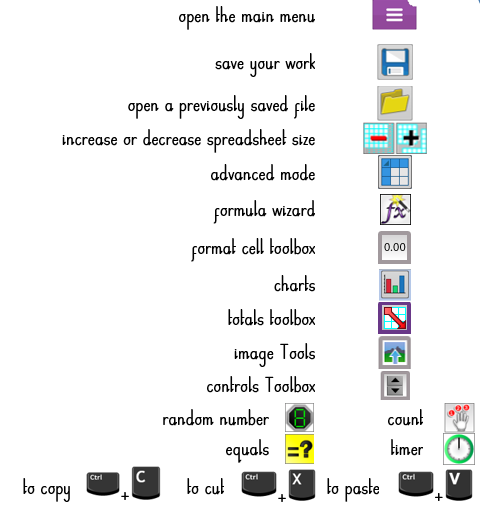 open the main menu
save your work
open a previously saved file
increase or decrease spreadsheet size
advanced mode
formula wizard
fx
format cell toolbox 0.00
charts
totals toolbox
image Tools
controls Toolbox
random number 8 count
equals =? timer
to copy Ctrl + C to cut Ctrl + X to paste Ctrl + V